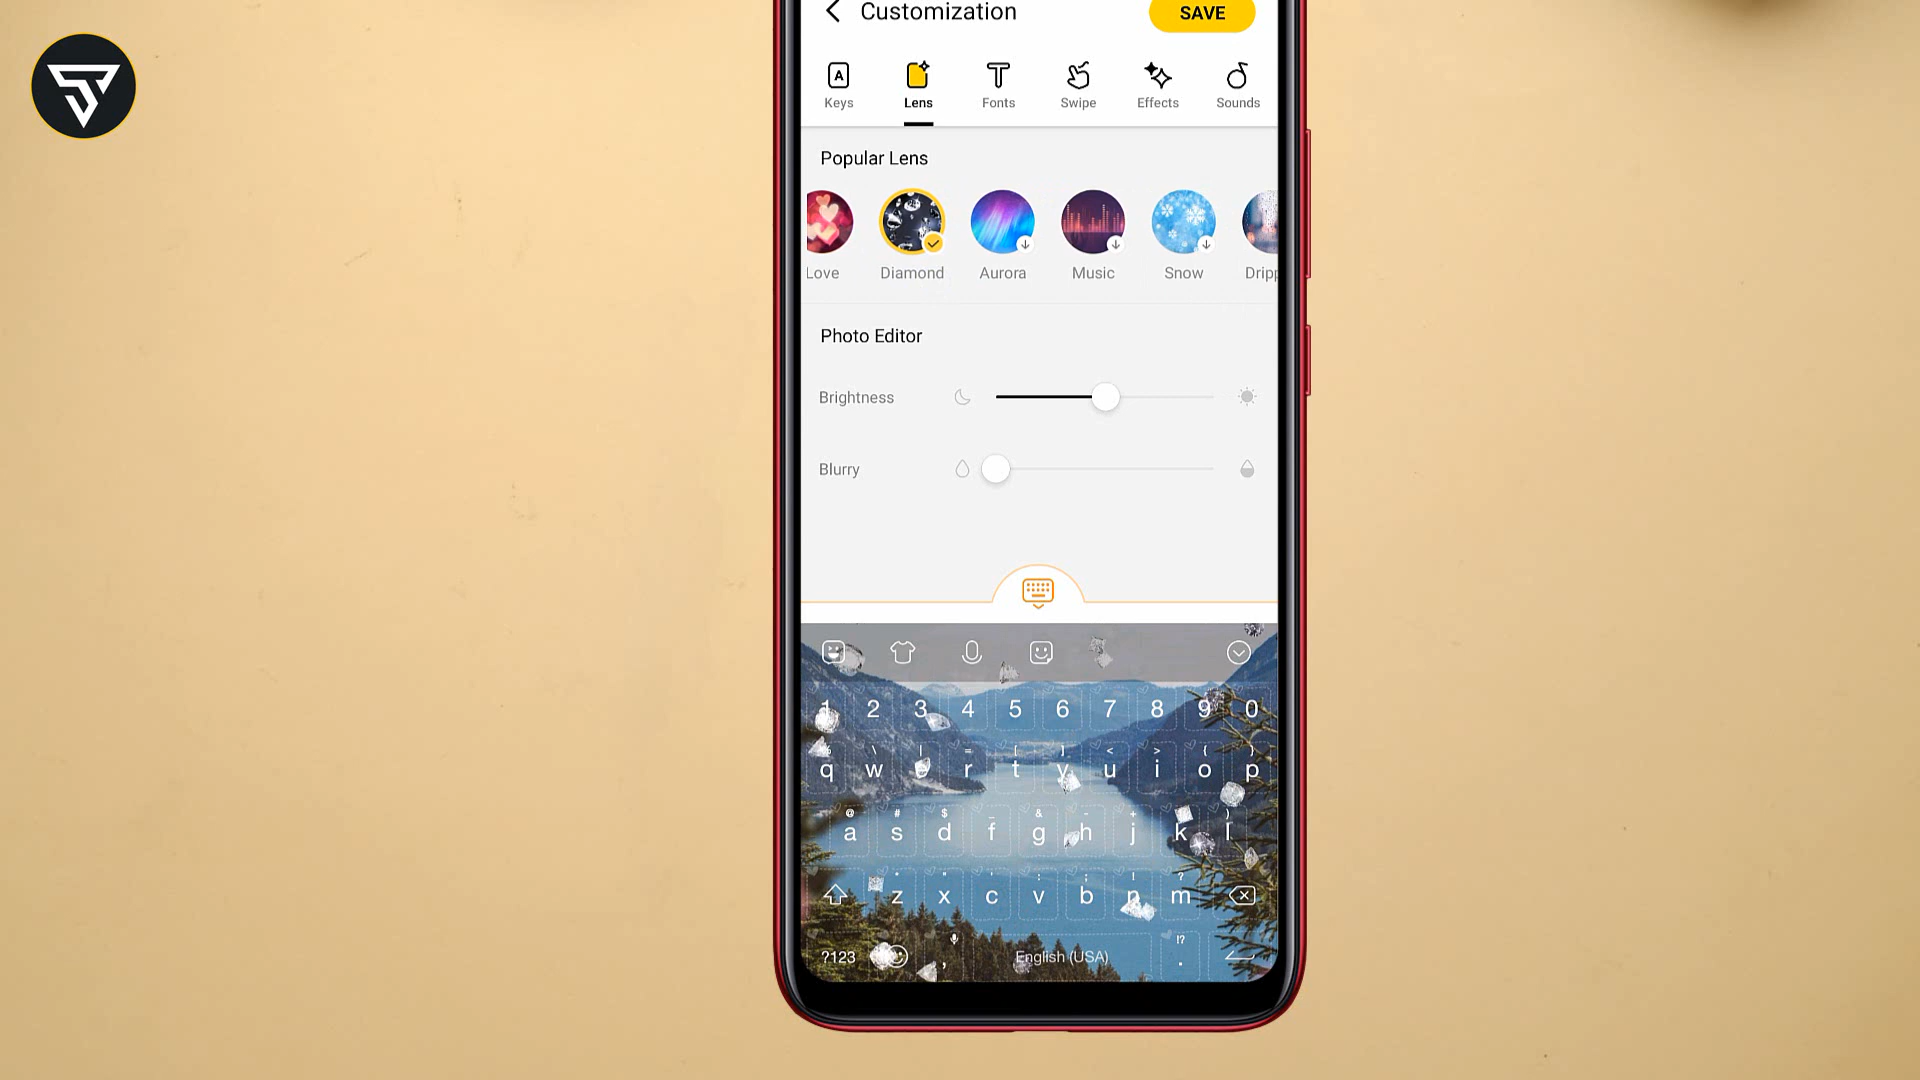 Customization
SAVE
Keys
Lens
Fonts
Swipe
Effects
Sounds
Popular Lens
Love
Diamond
Aurora
Music
Snow
Dripp
Photo Editor
Brightness
Blurry
1 2 3 4 5 6 7 8 9 0
\ | = [ ] < > { }
q w e r t y u i o p
@ # $ _ & - + ( )
a s d f g h j k l
* " ' : ; ! ?
z x c v b n m
!?
?123 , English (USA) .